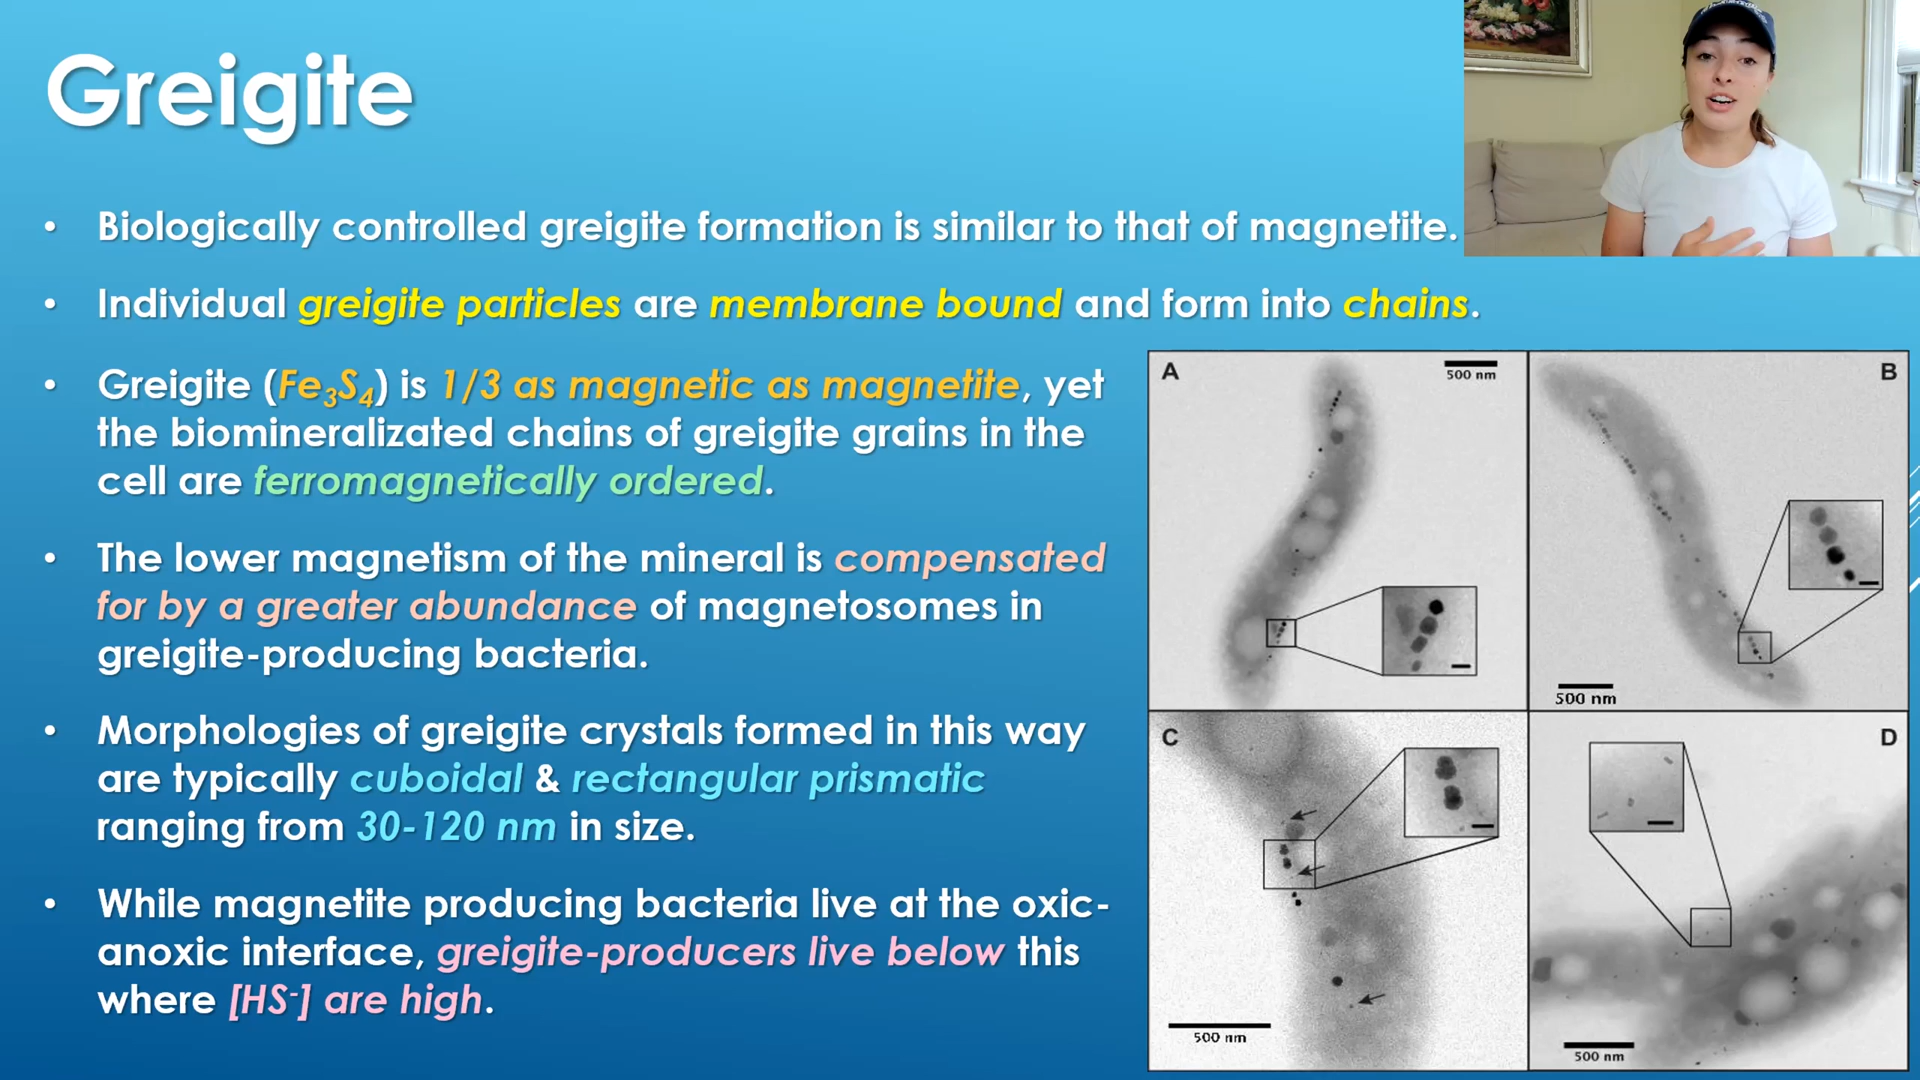 Greigite
• Biologically controlled greigite formation is similar to that of magnetite.
• Individual greigite particles are membrane bound and form into chains.
• Greigite (Fe₃S₄) is 1/3 as magnetic as magnetite, yet
the biomineralizated chains of greigite grains in the
cell are ferromagnetically ordered.
• The lower magnetism of the mineral is compensated
for by a greater abundance of magnetosomes in
greigite-producing bacteria.
• Morphologies of greigite crystals formed in this way
are typically cuboidal & rectangular prismatic
ranging from 30-120 nm in size.
• While magnetite producing bacteria live at the oxic-
anoxic interface, greigite-producers live below this
where [HS⁻] are high.
A
500 nm
B
500 nm
C
500 nm
D
500 nm